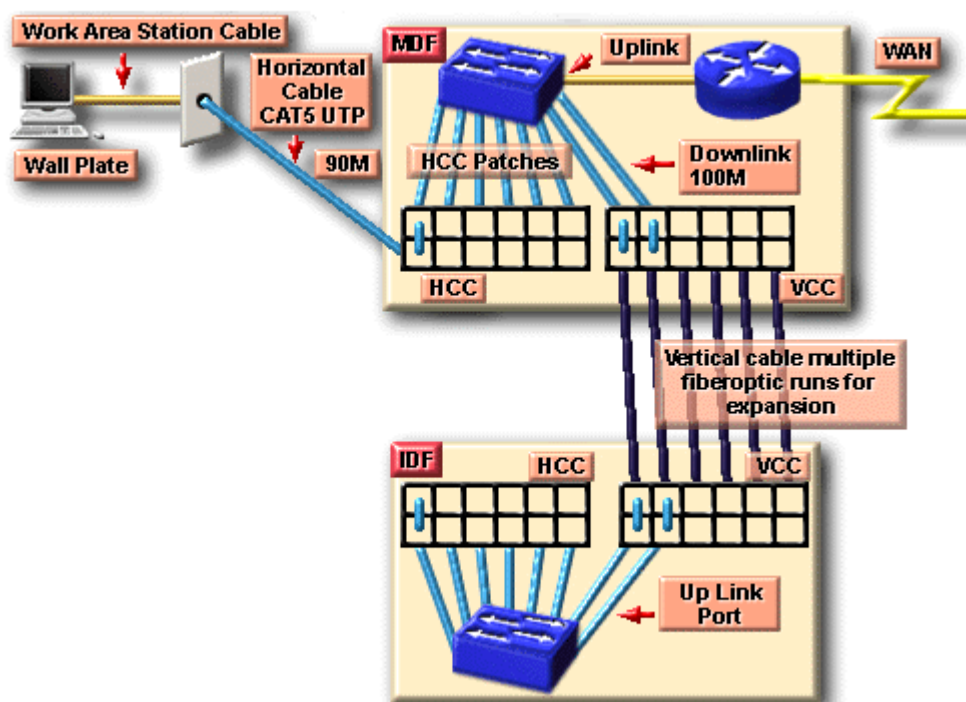 Work Area Station Cable
MDF
Uplink
WAN
Horizontal
Cable
CAT5 UTP
Wall Plate
90M
HCC Patches
Downlink
100M
HCC
VCC
Vertical cable multiple
fiberoptic runs for
expansion
IDF
HCC
VCC
Up Link
Port